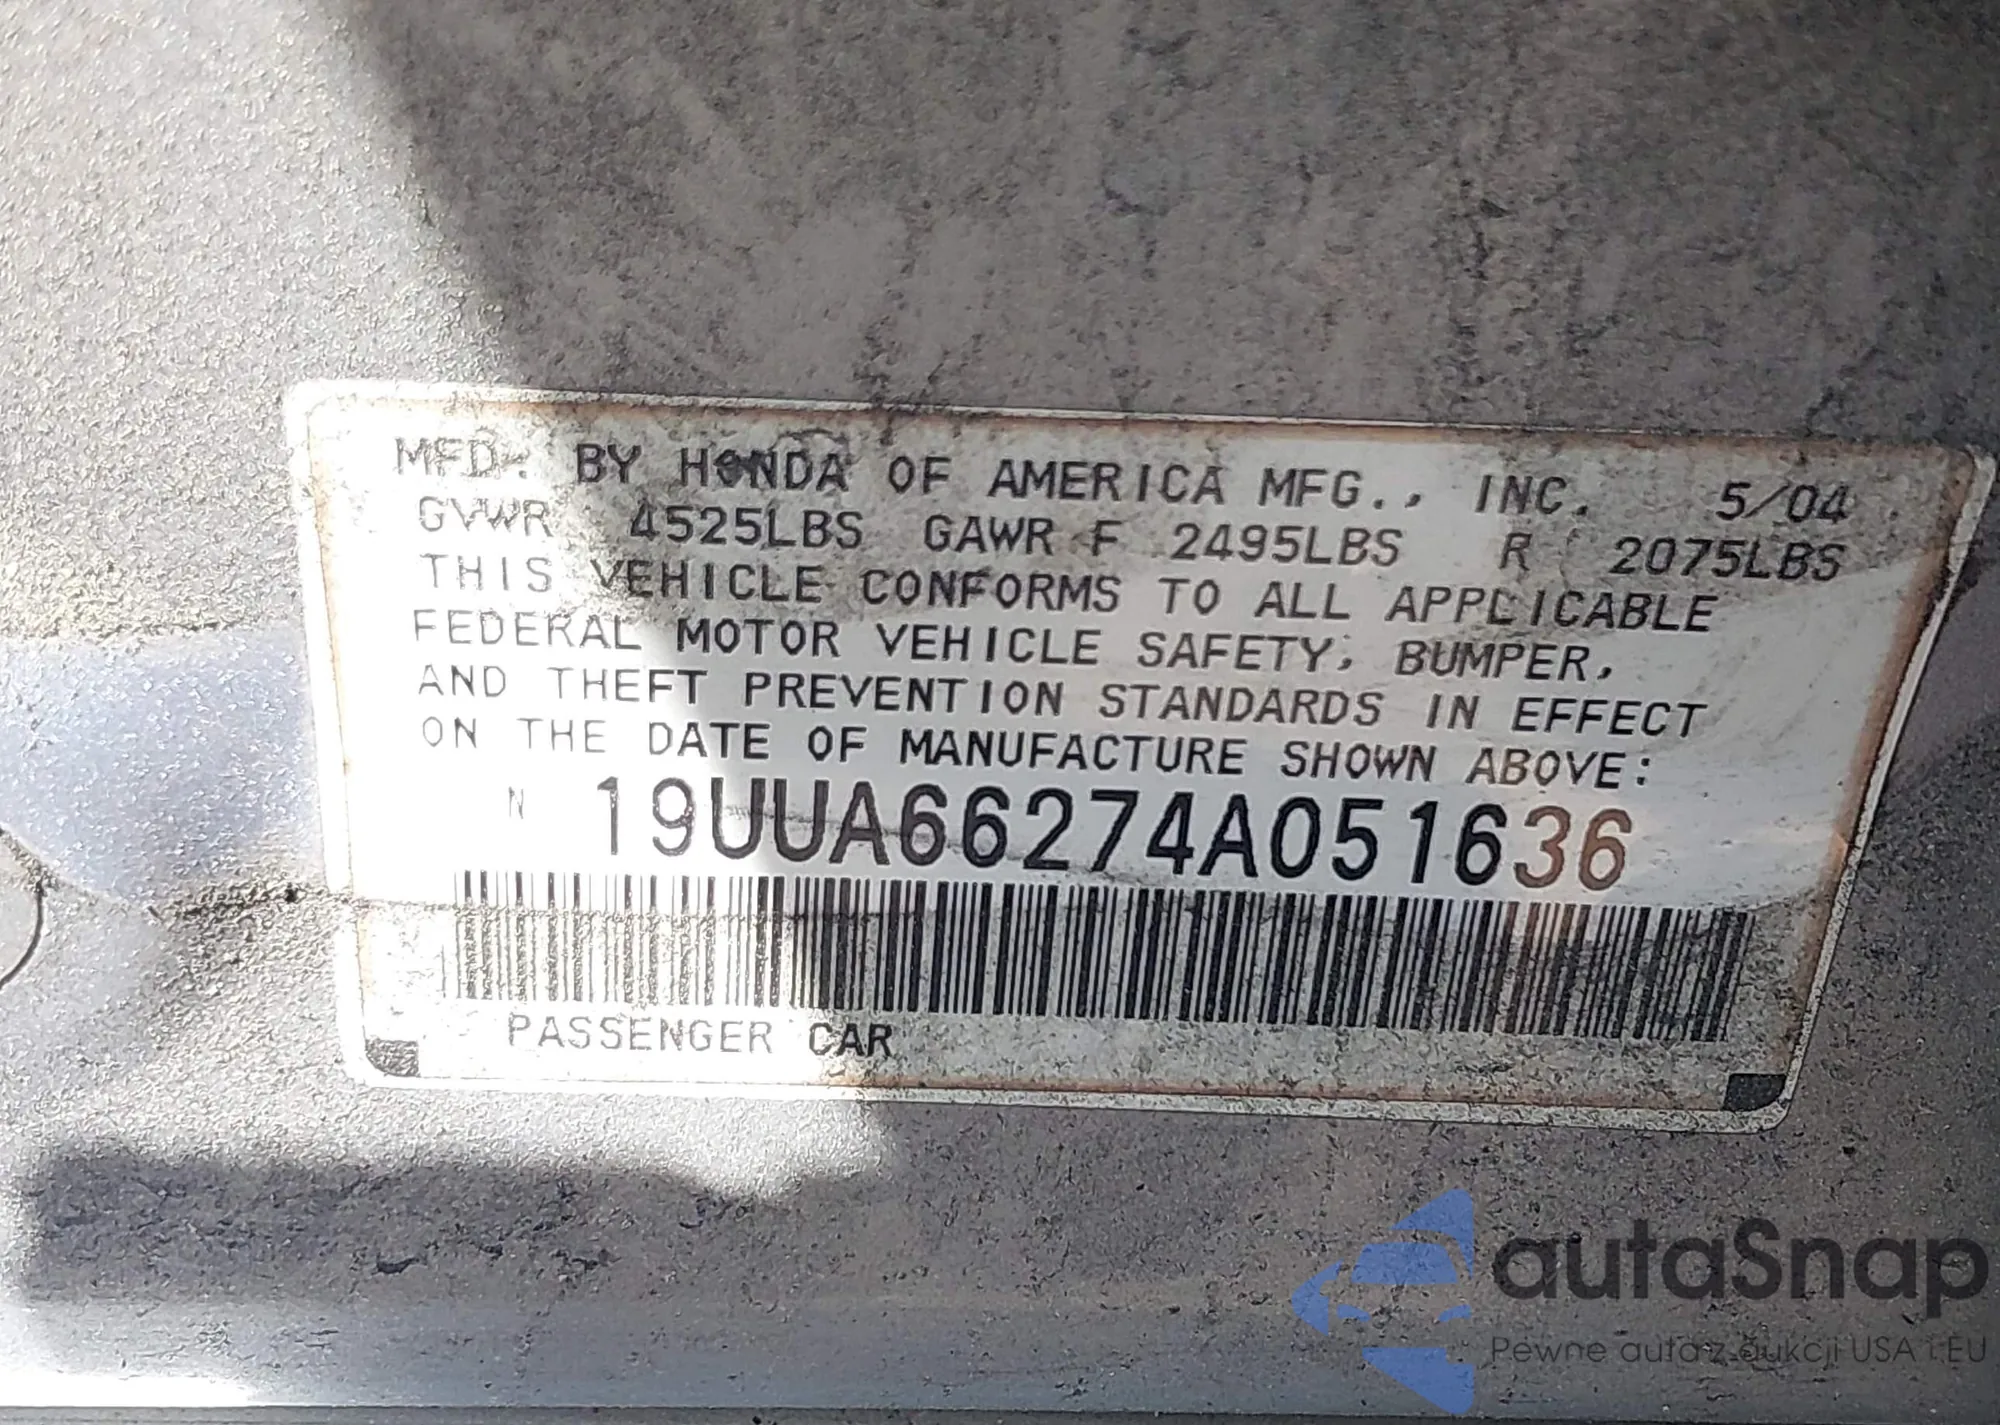 MFD. BY HONDA OF AMERICA MFG., INC. 5/04
GVWR 4525LBS GAWR F 2495LBS R 2075LBS
THIS VEHICLE CONFORMS TO ALL APPLICABLE
FEDERAL MOTOR VEHICLE SAFETY, BUMPER,
AND THEFT PREVENTION STANDARDS IN EFFECT
ON THE DATE OF MANUFACTURE SHOWN ABOVE:
N 19UUA66274A051636
PASSENGER CAR
autaSnap
Pewne auta z aukcji USA i EU